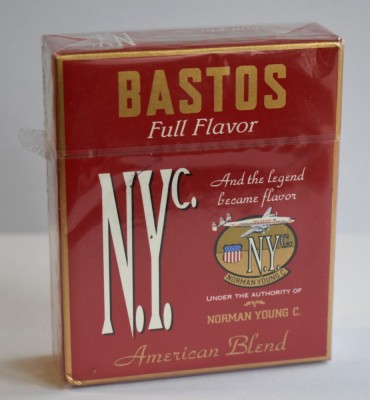 BASTOS
Full Flavor
N.Y.C.
And the legend
became flavor
N.Y.C.
NORMAN YOUNG C.
UNDER THE AUTHORITY OF
NORMAN YOUNG C.
American Blend